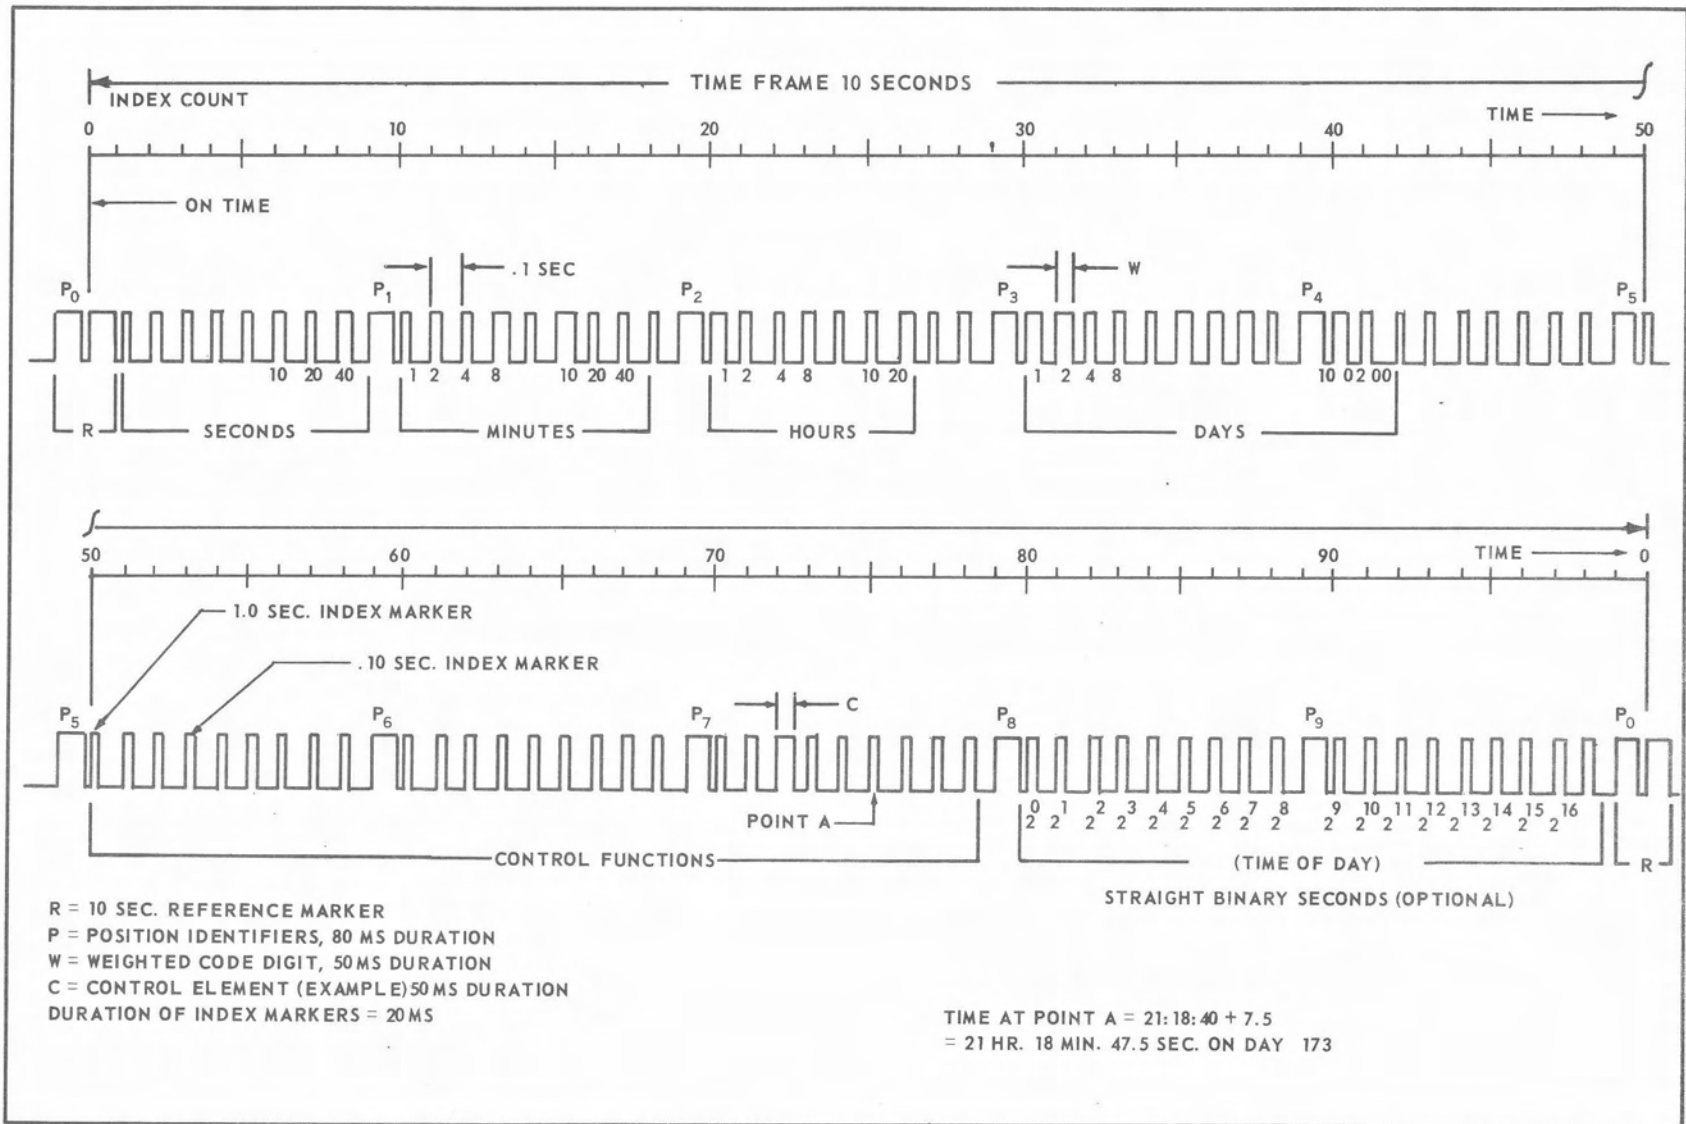 TIME FRAME 10 SECONDS
INDEX COUNT
TIME
0 10 20 30 40 50
ON TIME
.1 SEC
W
P0 P1 P2 P3 P4 P5
10 20 40 1 2 4 8 10 20 40 1 2 4 8 10 20 1 2 4 8 10 0 2 00
R SECONDS MINUTES HOURS DAYS
50 60 70 80 90 TIME 0
1.0 SEC. INDEX MARKER
.10 SEC. INDEX MARKER
C
P5 P6 P7 P8 P9 P0
POINT A
2^0 2^1 2^2 2^3 2^4 2^5 2^6 2^7 2^8 2^9 2^10 2^11 2^12 2^13 2^14 2^15 2^16
CONTROL FUNCTIONS
(TIME OF DAY)
R
STRAIGHT BINARY SECONDS (OPTIONAL)
R = 10 SEC. REFERENCE MARKER
P = POSITION IDENTIFIERS, 80 MS DURATION
W = WEIGHTED CODE DIGIT, 50MS DURATION
C = CONTROL ELEMENT (EXAMPLE) 50 MS DURATION
DURATION OF INDEX MARKERS = 20MS
TIME AT POINT A = 21:18:40 + 7.5
= 21 HR. 18 MIN. 47.5 SEC. ON DAY 173